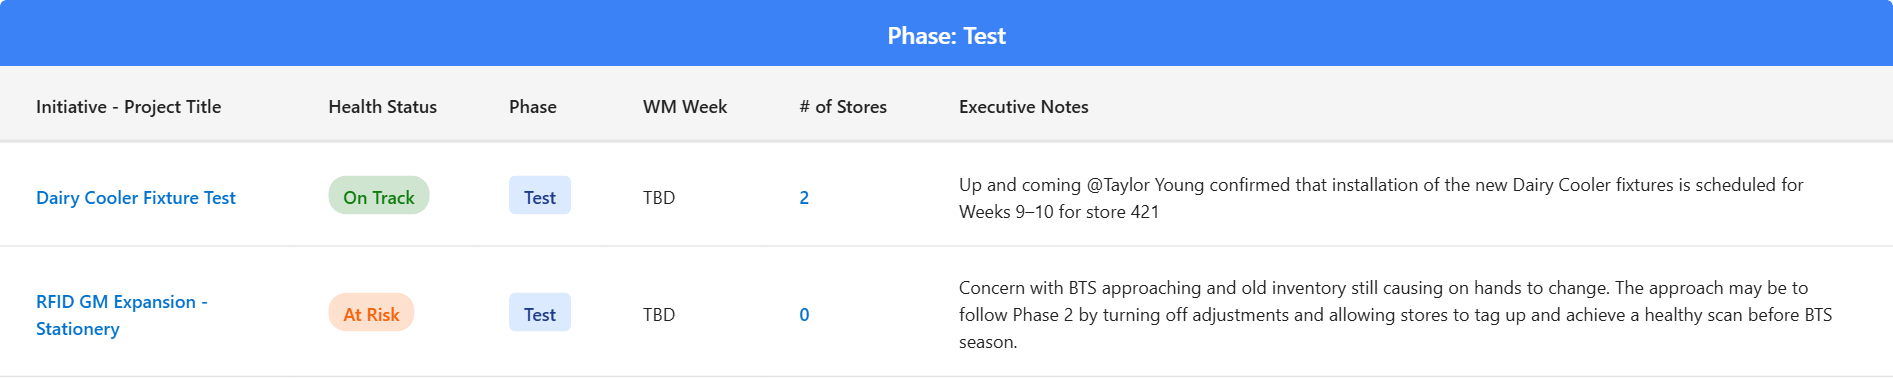 Phase: Test
Initiative - Project Title Health Status Phase WM Week # of Stores Executive Notes
Dairy Cooler Fixture Test On Track Test TBD 2 Up and coming @Taylor Young confirmed that installation of the new Dairy Cooler fixtures is scheduled for
Weeks 9–10 for store 421
RFID GM Expansion -
Stationery
At Risk Test TBD 0
Concern with BTS approaching and old inventory still causing on hands to change. The approach may be to
follow Phase 2 by turning off adjustments and allowing stores to tag up and achieve a healthy scan before BTS
season.